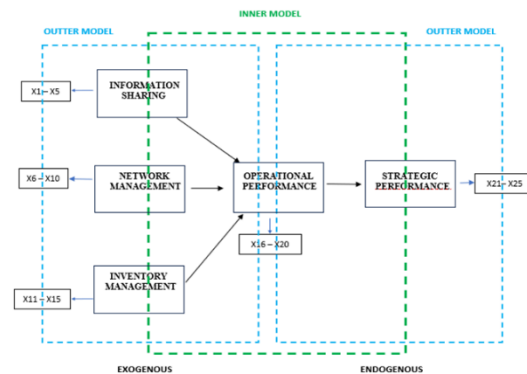 INNER MODEL
OUTTER MODEL
OUTTER MODEL
INFORMATION
SHARING
X1 – X5
NETWORK
MANAGEMENT
X6 – X10
OPERATIONAL
PERFORMANCE
STRATEGIC
PERFORMANCE
X21 – X25
X16 – X20
INVENTORY
MANAGEMENT
X11 – X15
EXOGENOUS
ENDOGENOUS